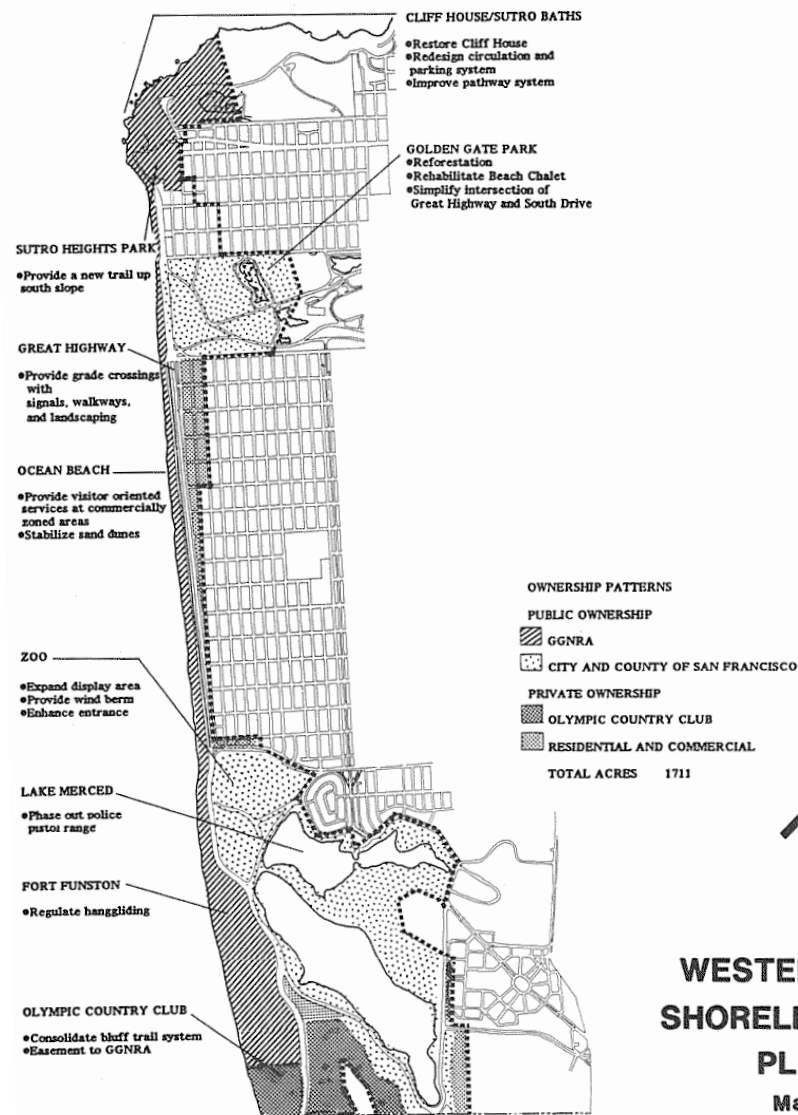 CLIFF HOUSE/SUTRO BATHS
•Restore Cliff House
•Redesign circulation and
parking system
•Improve pathway system
GOLDEN GATE PARK
•Reforestation
•Rehabilitate Beach Chalet
•Simplify intersection of
Great Highway and South Drive
SUTRO HEIGHTS PARK
•Provide a new trail up
south slope
GREAT HIGHWAY
•Provide grade crossings
with
signals, walkways,
and landscaping
OCEAN BEACH
•Provide visitor oriented
services at commercially
zoned areas
•Stabilize sand dunes
ZOO
•Expand display area
•Provide wind berm
•Enhance entrance
LAKE MERCED
•Phase out police
pistol range
FORT FUNSTON
•Regulate hanggliding
OLYMPIC COUNTRY CLUB
•Consolidate bluff trail system
•Easement to GGNRA
OWNERSHIP PATTERNS
PUBLIC OWNERSHIP
GGNRA
CITY AND COUNTY OF SAN FRANCISCO
PRIVATE OWNERSHIP
OLYMPIC COUNTRY CLUB
RESIDENTIAL AND COMMERCIAL
TOTAL ACRES 1711
WESTE
SHOREL
PL
Ma